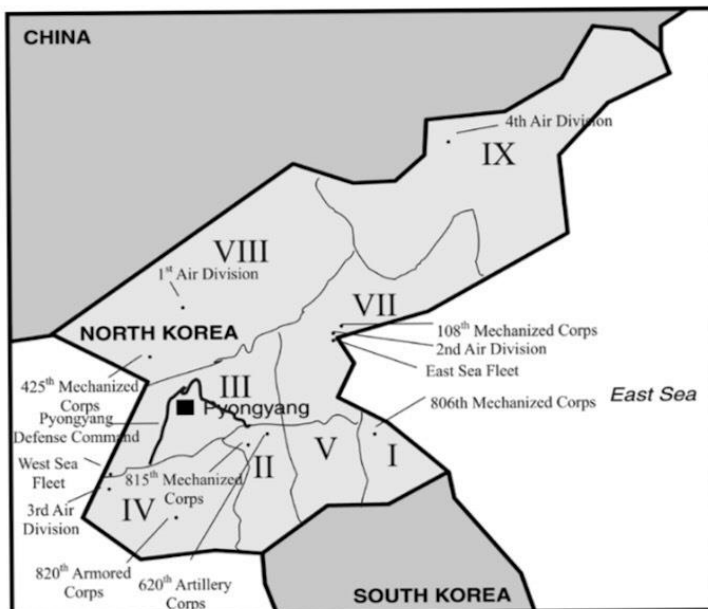 CHINA
4th Air Division
IX
VIII
1st Air Division
VII
NORTH KOREA
108th Mechanized Corps
2nd Air Division
East Sea Fleet
425th Mechanized
Corps
III
Pyongyang
Pyongyang
Defense Command
806th Mechanized Corps
East Sea
V
I
II
West Sea
Fleet
815th Mechanized
Corps
3rd Air
Division
IV
820th Armored
Corps
620th Artillery
Corps
SOUTH KOREA